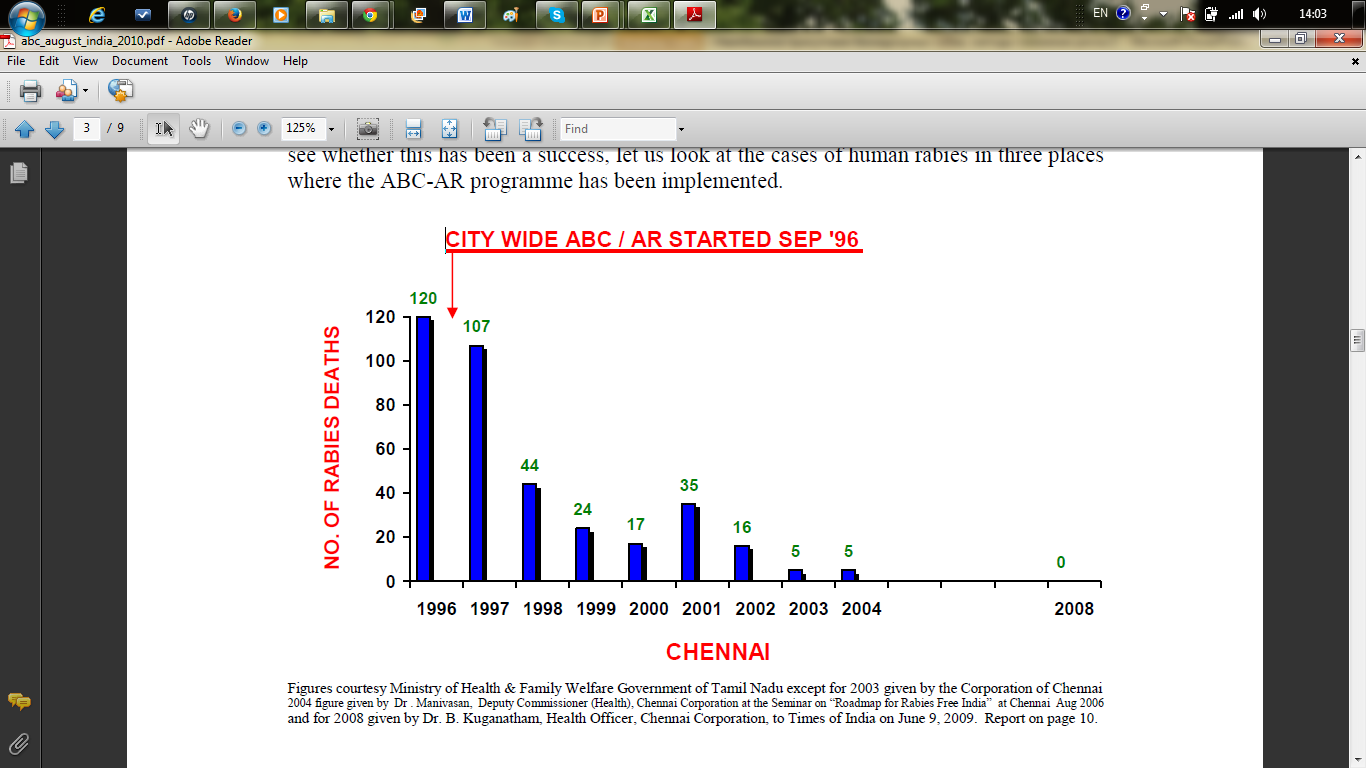 EN
14:03
abc_august_india_2010.pdf - Adobe Reader
File Edit View Document Tools Window Help
3 / 9 125% Find
see whether this has been a success, let us look at the cases of human rabies in three places
where the ABC-AR programme has been implemented.
CITY WIDE ABC / AR STARTED SEP '96
NO. OF RABIES DEATHS
120
100
80
60
40
20
0
120
107
44
24
17
35
16
5
5
0
1996 1997 1998 1999 2000 2001 2002 2003 2004 2008
CHENNAI
Figures courtesy Ministry of Health & Family Welfare Government of Tamil Nadu except for 2003 given by the Corporation of Chennai
2004 figure given by Dr . Manivasan, Deputy Commissioner (Health), Chennai Corporation at the Seminar on “Roadmap for Rabies Free India” at Chennai Aug 2006
and for 2008 given by Dr. B. Kuganatham, Health Officer, Chennai Corporation, to Times of India on June 9, 2009. Report on page 10.